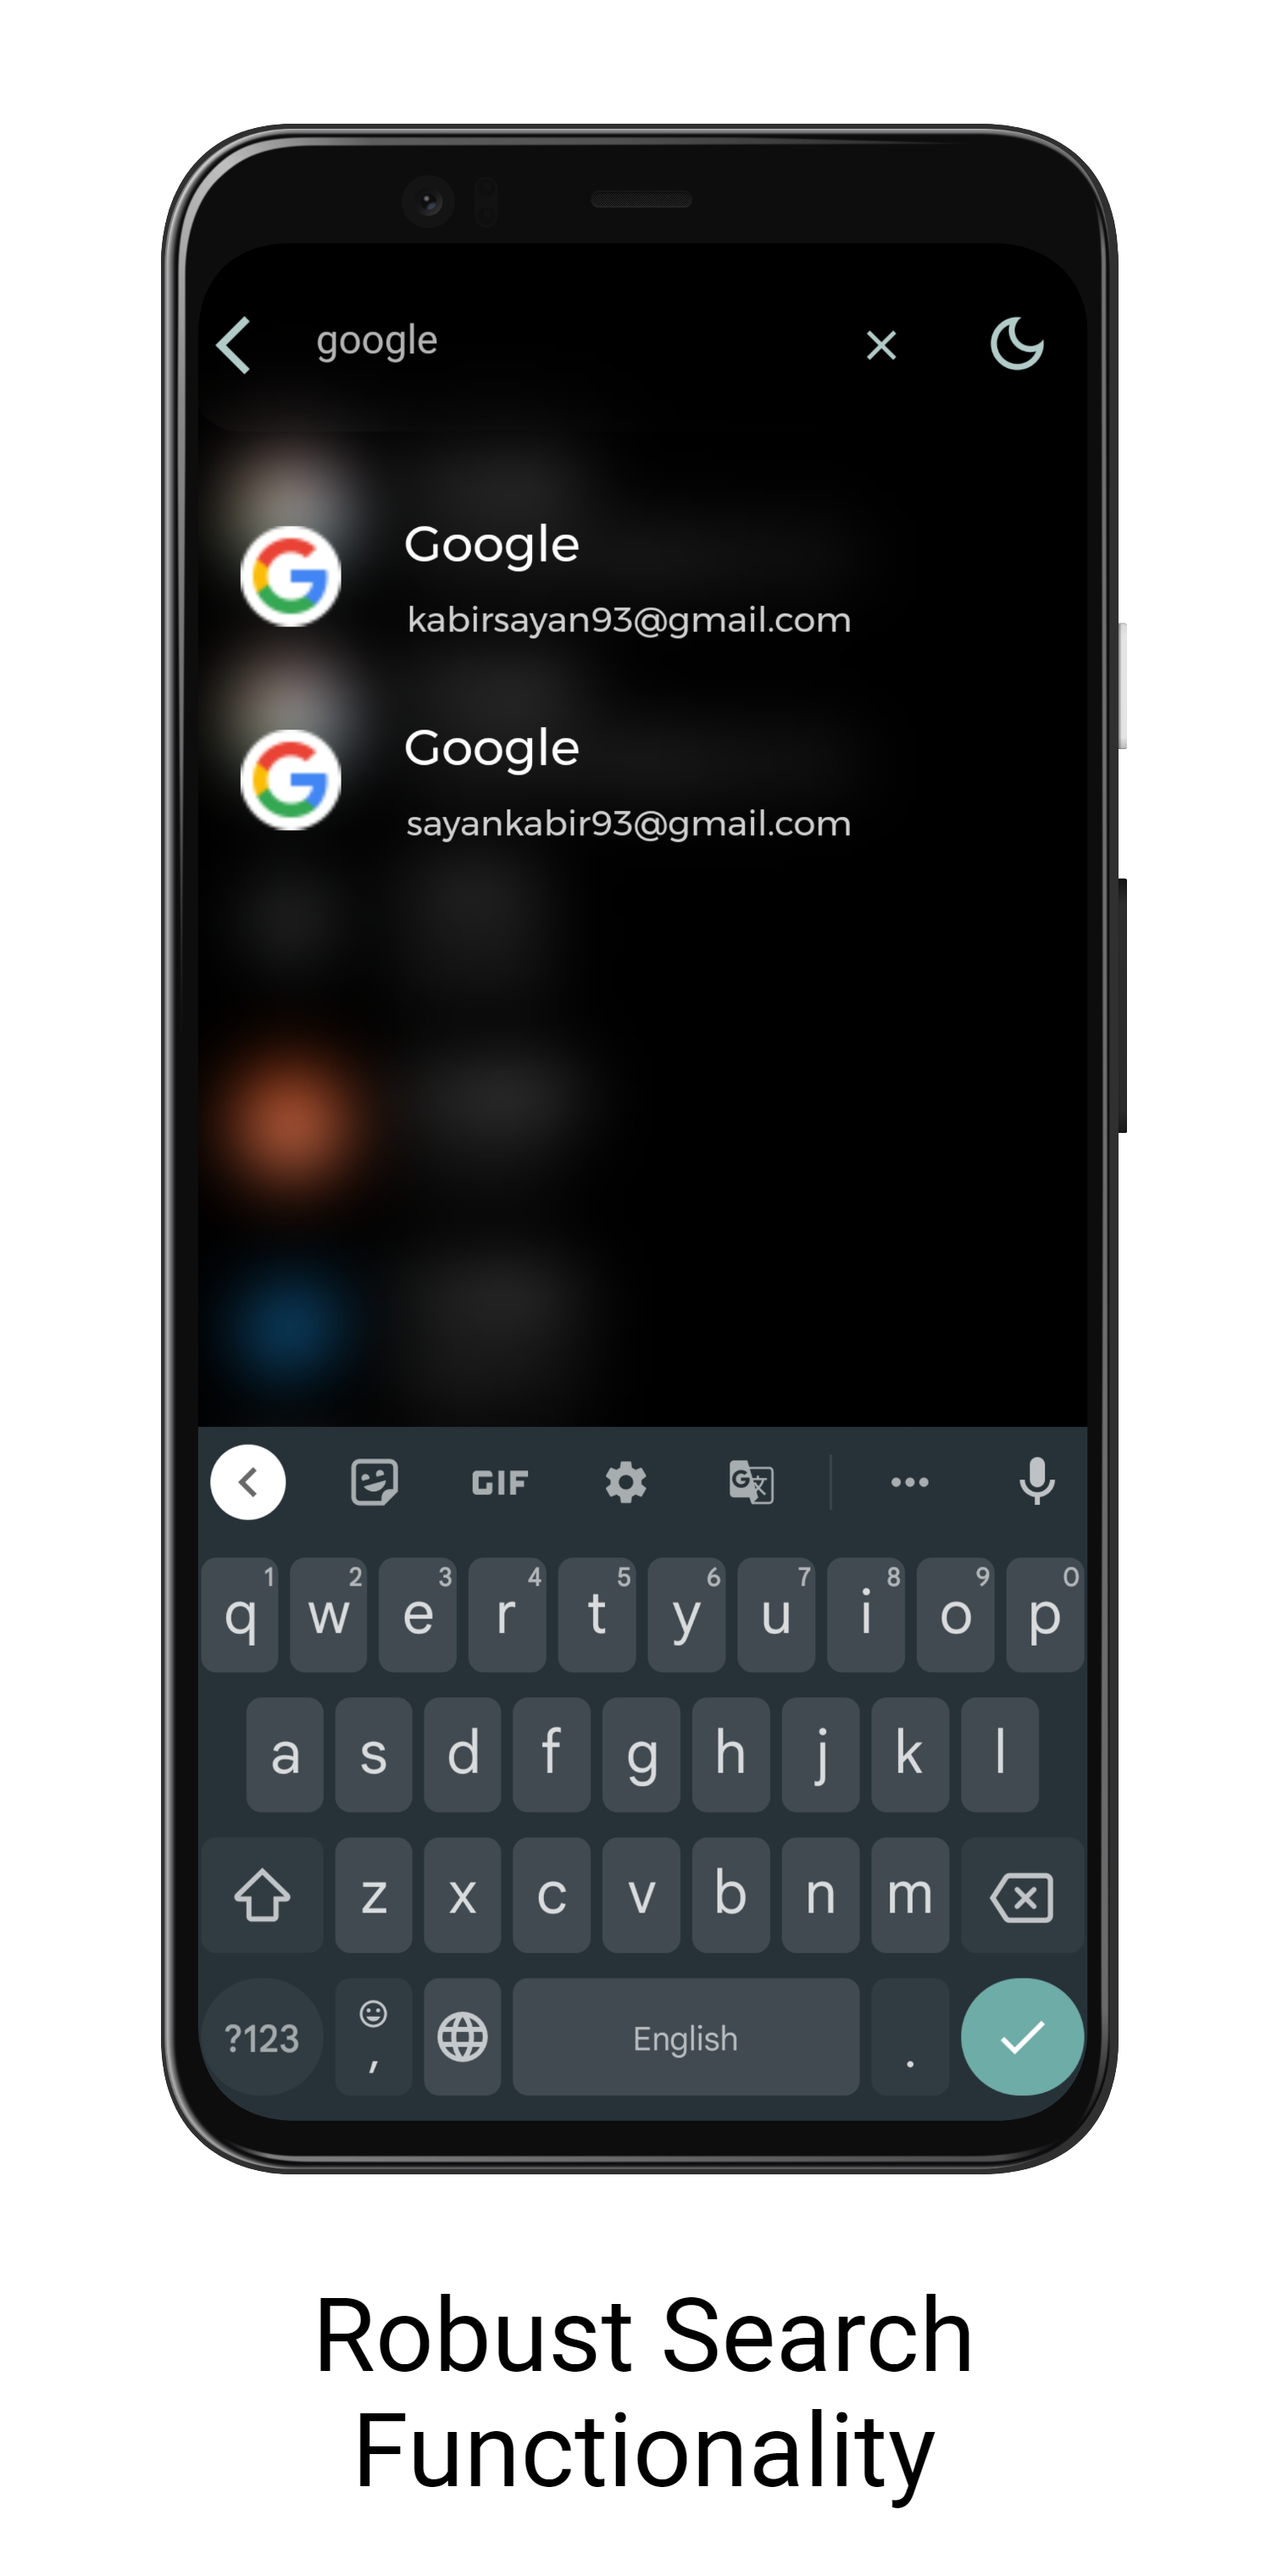 google
Google
kabirsayan93@gmail.com
Google
sayankabir93@gmail.com
GIF
G 文
1 2 3 4 5 6 7 8 9 0
q w e r t y u i o p
a s d f g h j k l
z x c v b n m
?123 , English .
Robust Search
Functionality